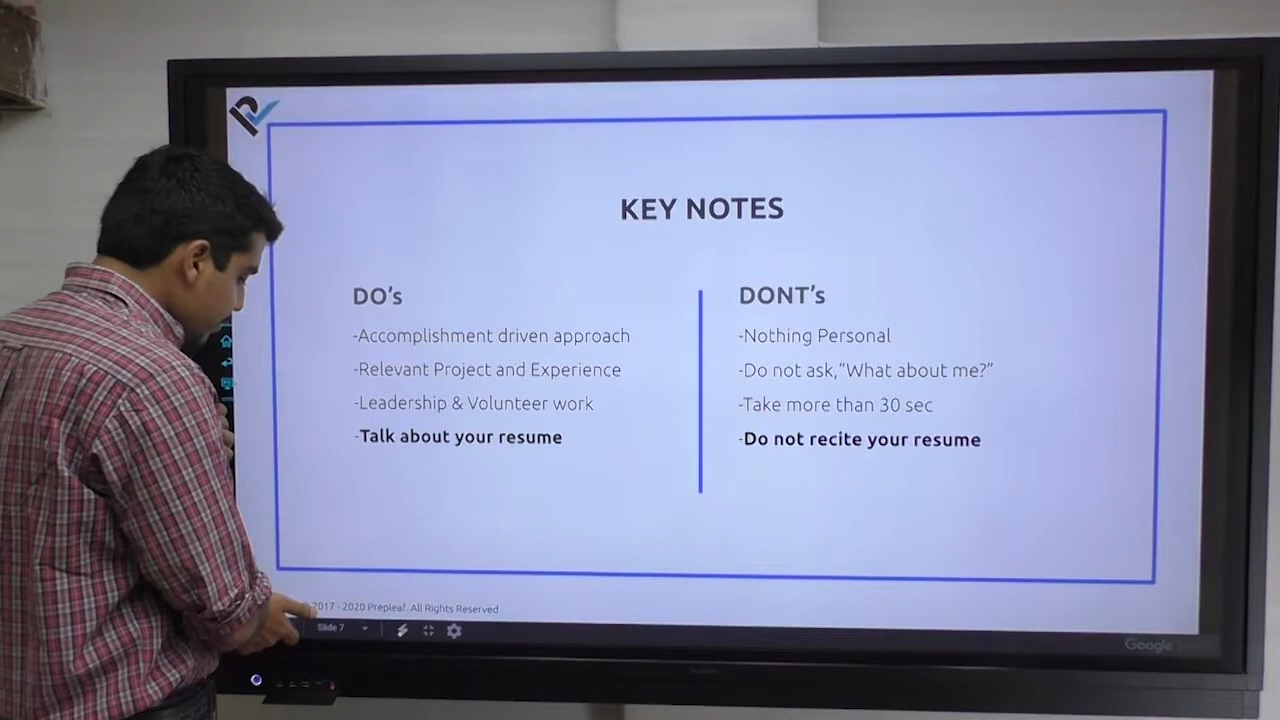 KEY NOTES
DO's
-Accomplishment driven approach
-Relevant Project and Experience
-Leadership & Volunteer work
-Talk about your resume
DONT's
-Nothing Personal
-Do not ask,"What about me?"
-Take more than 30 sec
-Do not recite your resume
2017 - 2020 Prepleaf. All Rights Reserved
Slide 7
Google